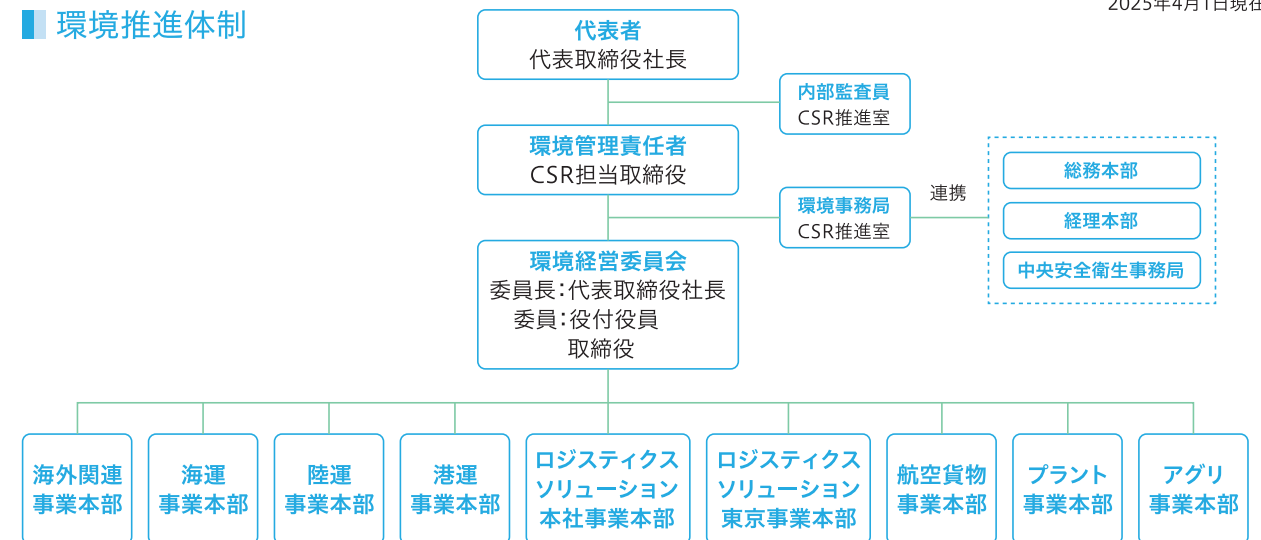 環境推進体制
2025年4月1日現在
代表者
代表取締役社長
内部監査員
CSR推進室
環境管理責任者
CSR担当取締役
環境事務局
CSR推進室
連携
総務本部
経理本部
中央安全衛生事務局
環境経営委員会
委員長：代表取締役社長
委員：役付役員
取締役
海外関連
事業本部
海運
事業本部
陸運
事業本部
港運
事業本部
ロジスティクス
ソリューション
本社事業本部
ロジスティクス
ソリューション
東京事業本部
航空貨物
事業本部
プラント
事業本部
アグリ
事業本部